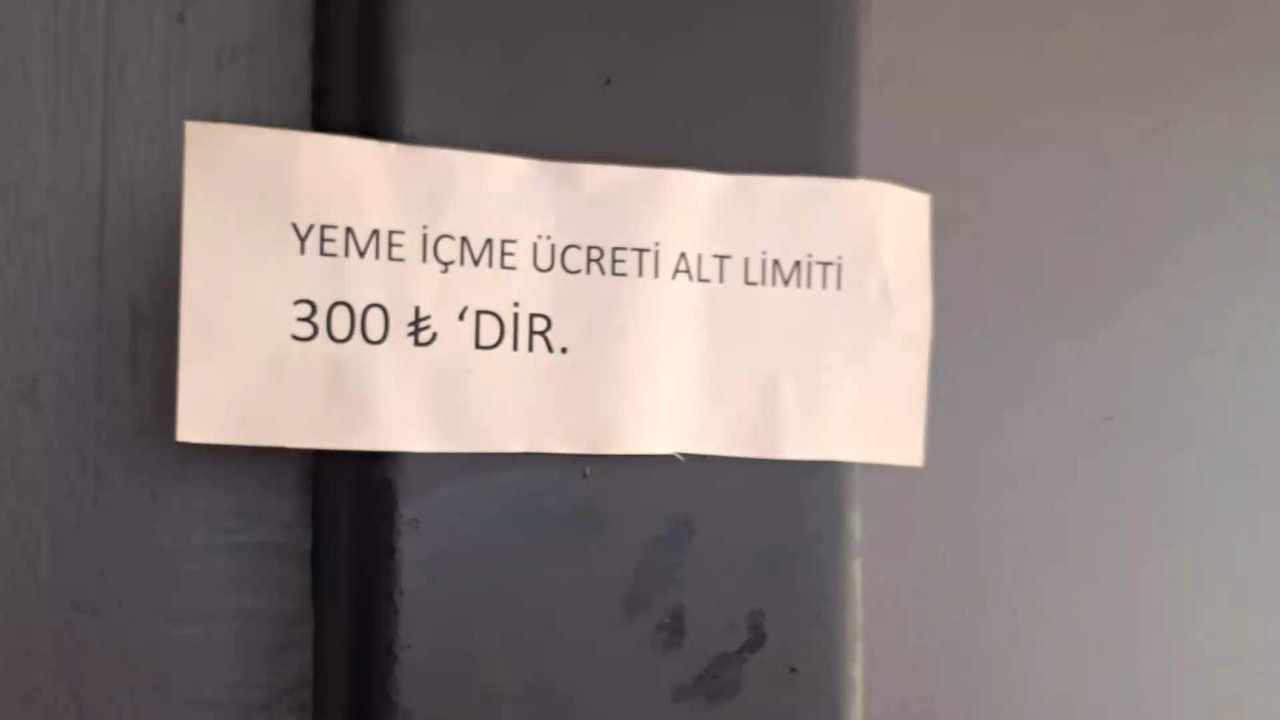 YEME İÇME ÜCRETİ ALT LİMİTİ
300 ₺ ‘DİR.